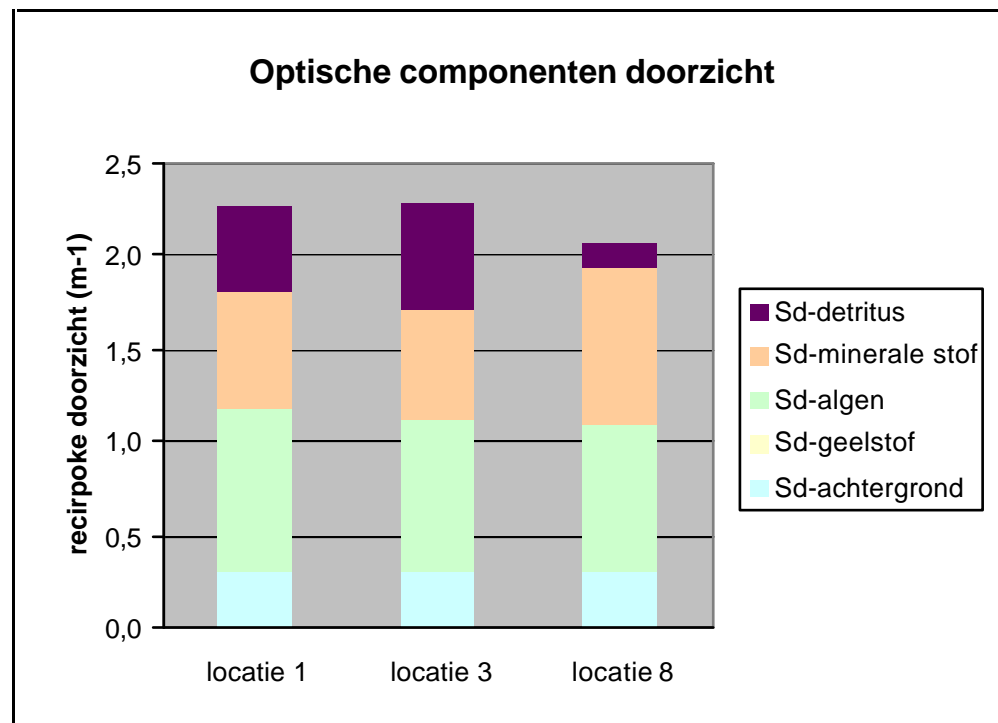 Optische componenten doorzicht
recirpoke doorzicht (m-1)
2,5
2,0
1,5
1,0
0,5
0,0
locatie 1
locatie 3
locatie 8
Sd-detritus
Sd-minerale stof
Sd-algen
Sd-geelstof
Sd-achtergrond